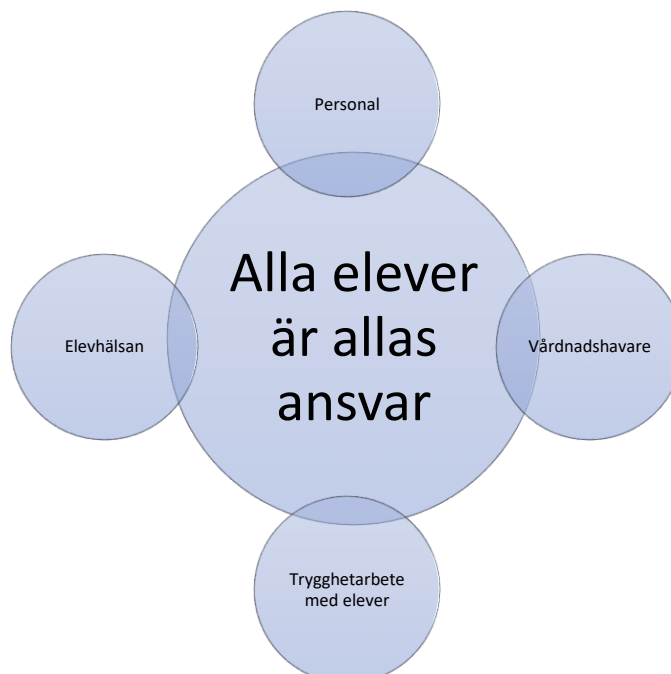 Personal
Alla elever
är allas
ansvar
Elevhälsan
Vårdnadshavare
Trygghetarbete
med elever